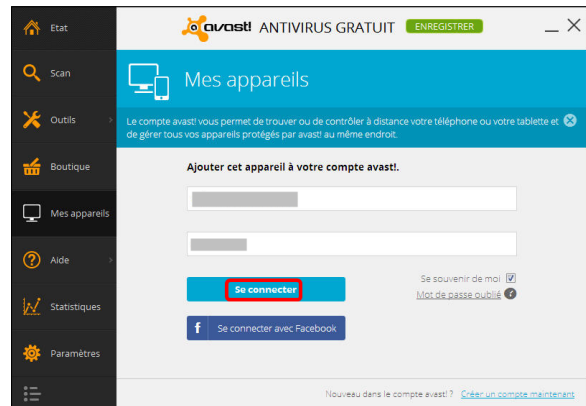 Etat
Scan
Outils
Boutique
Mes appareils
Aide
Statistiques
Paramètres
avast! ANTIVIRUS GRATUIT ENREGISTRER
Mes appareils
Le compte avast! vous permet de trouver ou de contrôler à distance votre téléphone ou votre tablette et
de gérer tous vos appareils protégés par avast! au même endroit.
Ajouter cet appareil à votre compte avast!.
Se connecter
Se souvenir de moi
Mot de passe oublié ?
f Se connecter avec Facebook
Nouveau dans le compte avast! ? Créer un compte maintenant